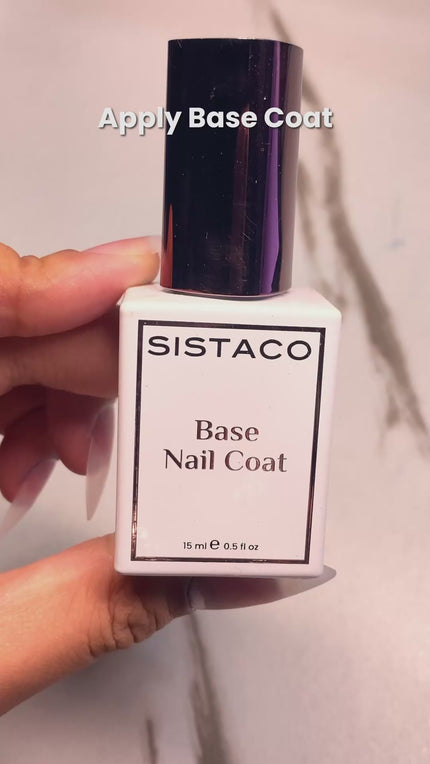 Apply Base Coat
SISTACO
Base
Nail Coat
15 ml e 0.5 fl oz